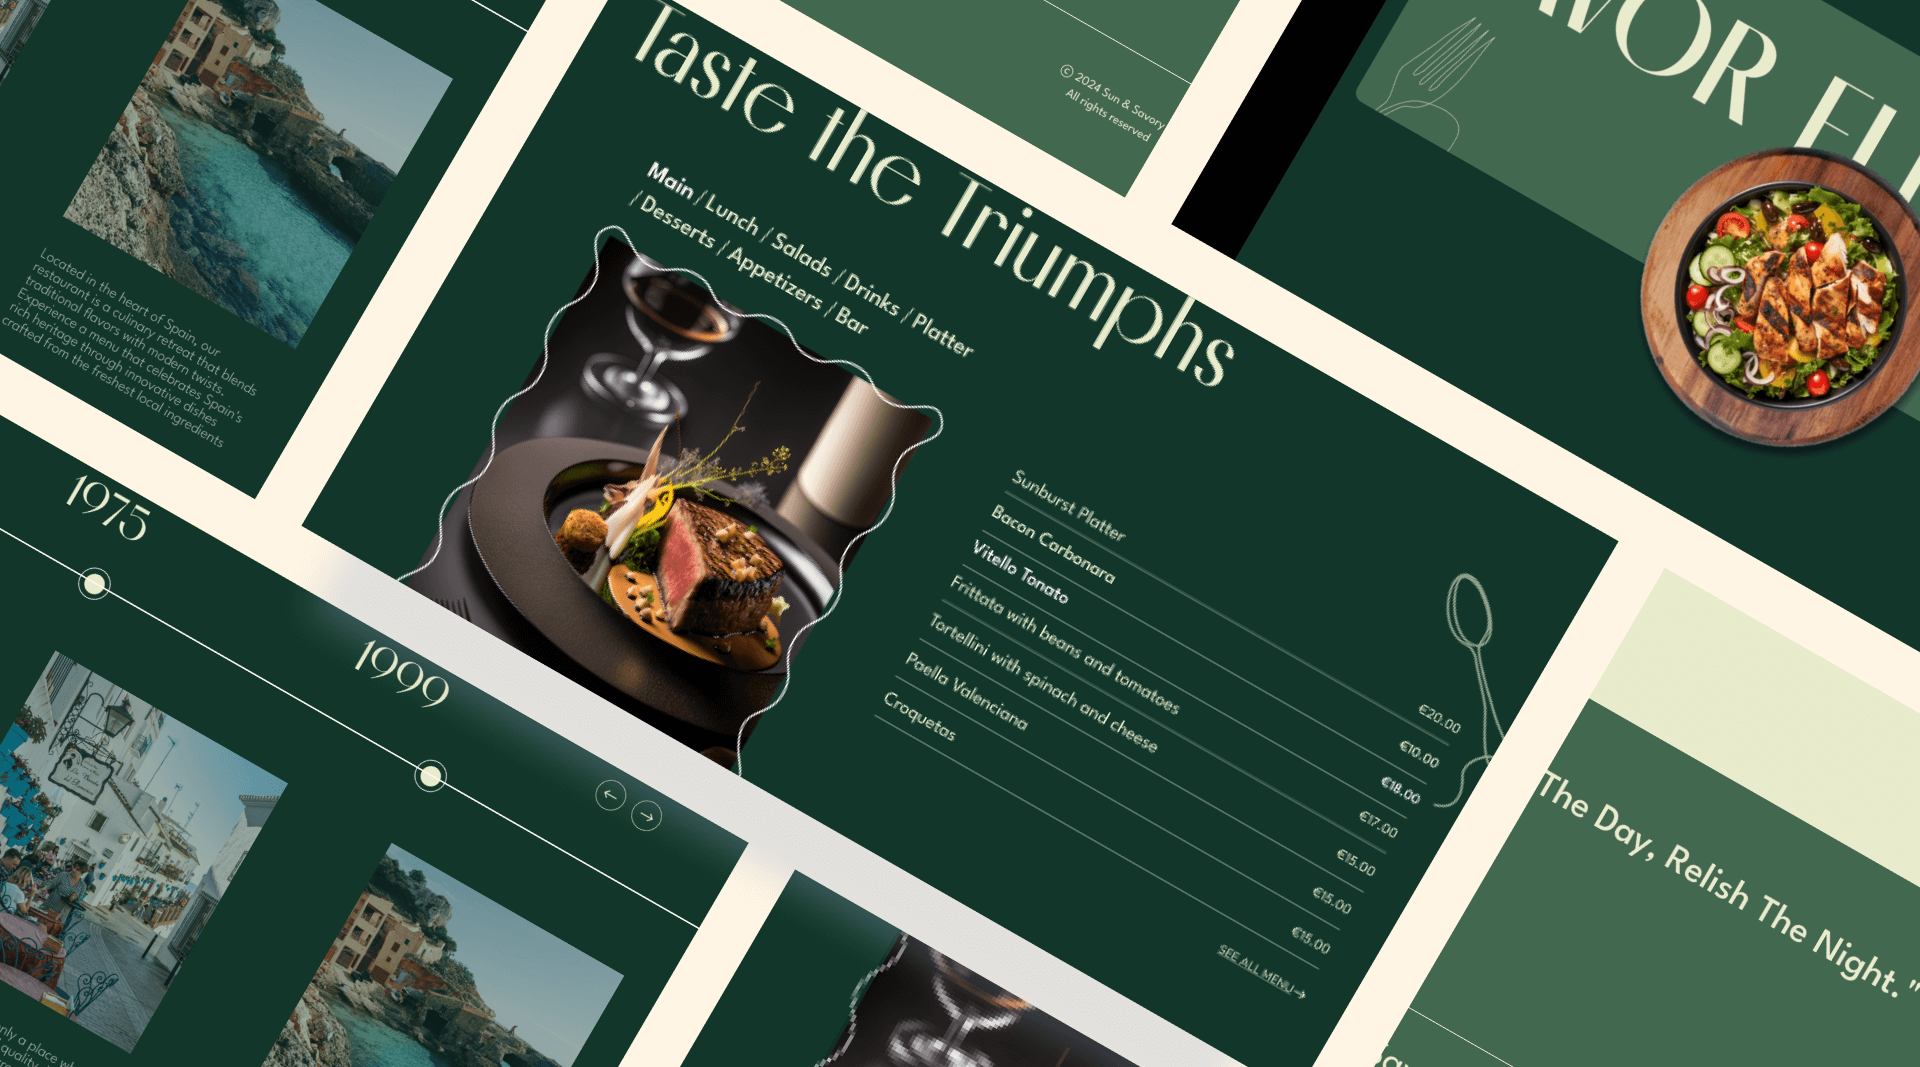 Located in the heart of Spain, our
restaurant is a culinary retreat that blends
traditional flavors with modern twists.
Experience a menu that celebrates Spain's
rich heritage through innovative dishes
crafted from the freshest local ingredients
© 2024 Sun & Savory
All rights reserved
Taste the Triumphs
Main / Lunch / Salads / Drinks / Platter
/ Desserts / Appetizers / Bar
Sunburst Platter €20.00
Bacon Carbonara €10.00
Vitello Tonato €18.00
Frittata with beans and tomatoes €17.00
Tortellini with spinach and cheese €15.00
Paella Valenciana €15.00
Croquetas €15.00
SEE ALL MENU→
1975
1999
←
→
The Day, Relish The Night. "
only a place
quality